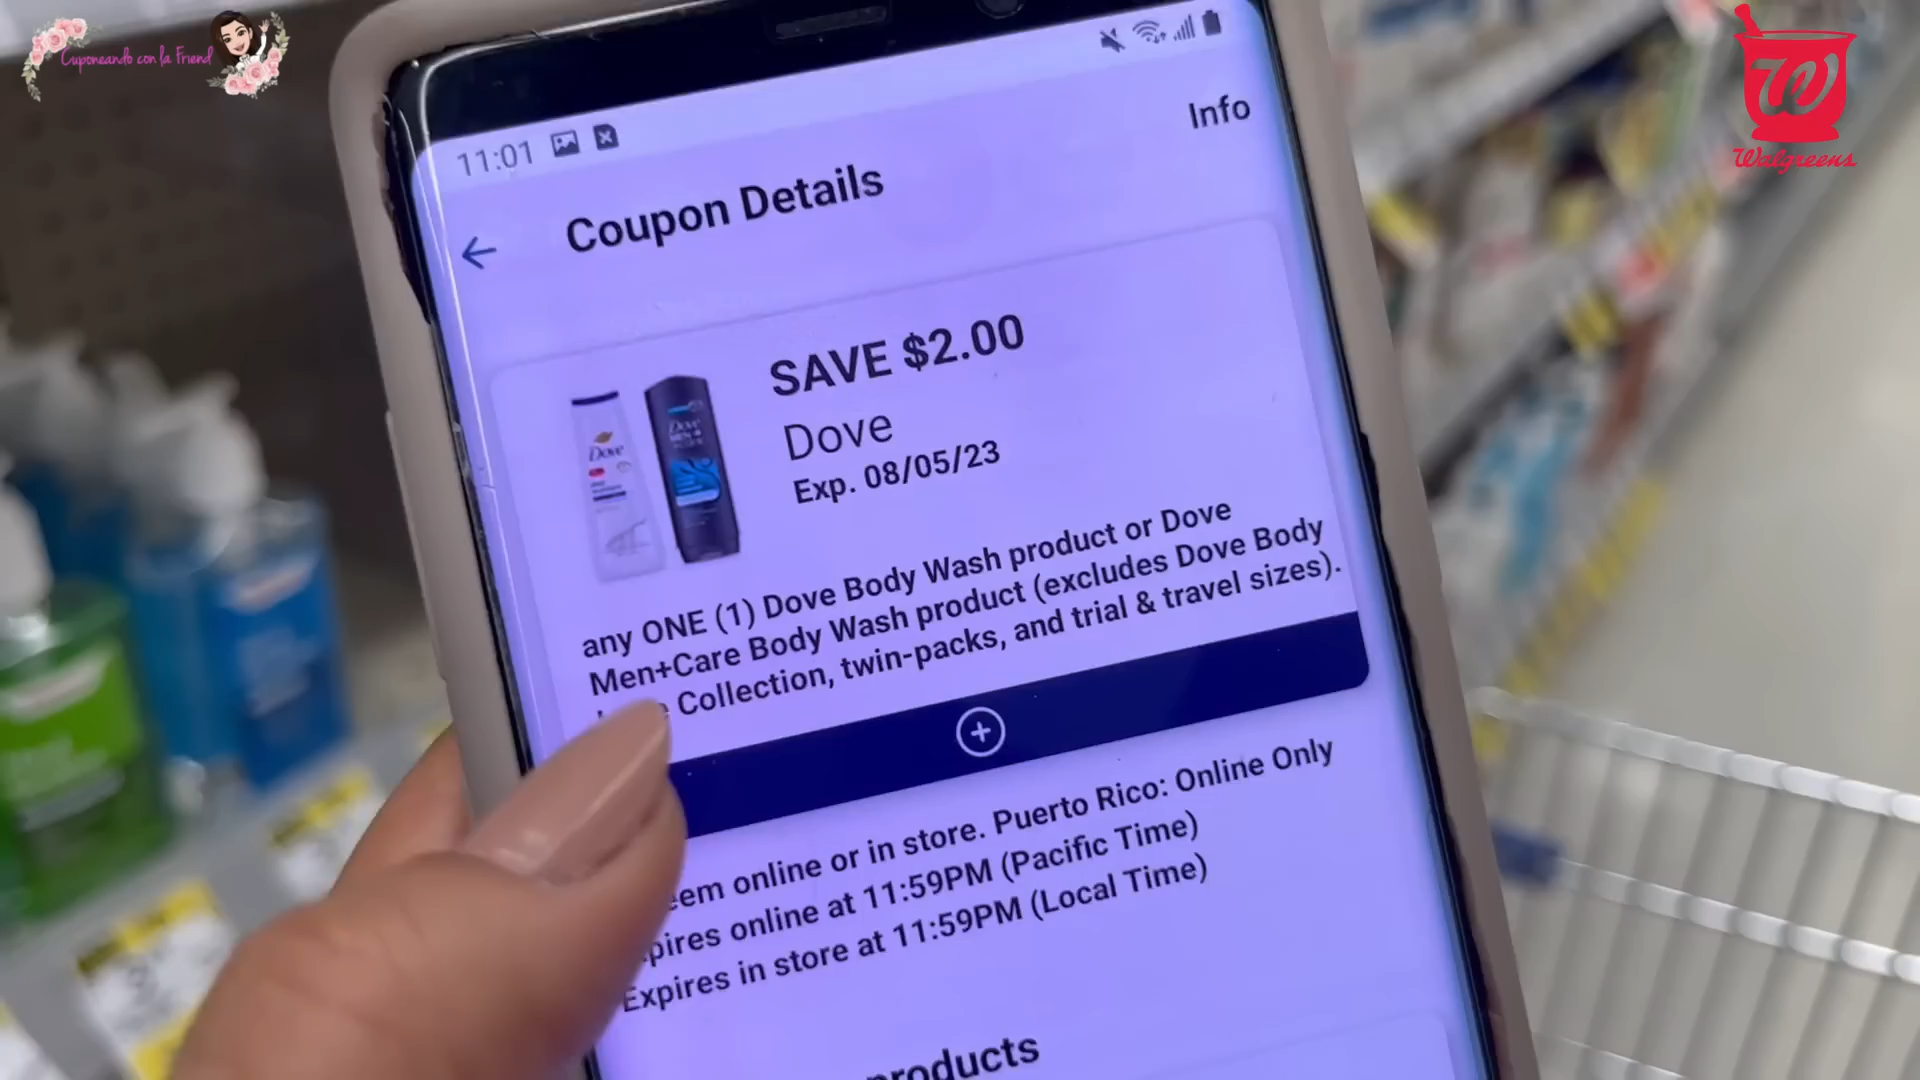 Cuponeando con la Friend
Walgreens
11:01
Info
Coupon Details
SAVE $2.00
Dove
Exp. 08/05/23
Dove
Dove
any ONE (1) Dove Body Wash product or Dove
Men+Care Body Wash product (excludes Dove Body
Collection, twin-packs, and trial & travel sizes).
eem online or in store. Puerto Rico: Online Only
pires online at 11:59PM (Pacific Time)
Expires in store at 11:59PM (Local Time)
roducts